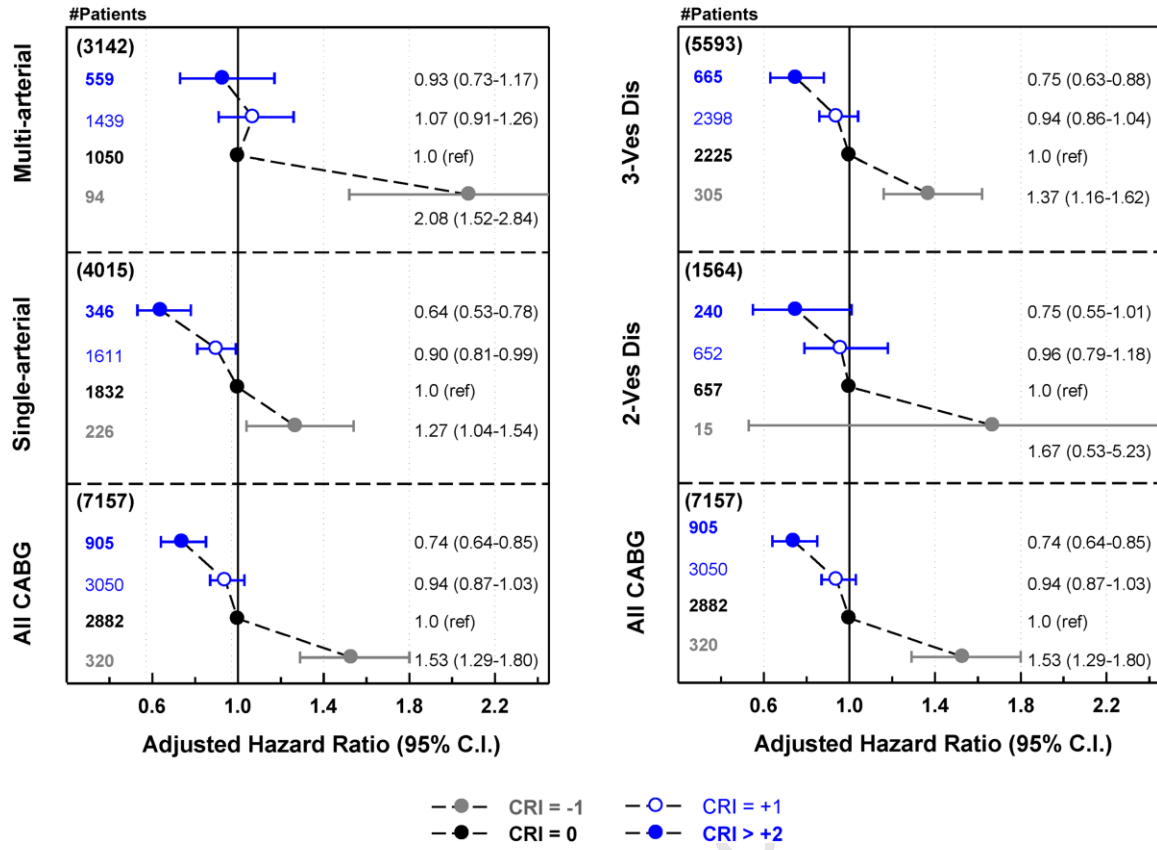 #Patients
Multi-arterial
(3142)
559 0.93 (0.73-1.17)
1439 1.07 (0.91-1.26)
1050 1.0 (ref)
94
2.08 (1.52-2.84)
Single-arterial
(4015)
346 0.64 (0.53-0.78)
1611 0.90 (0.81-0.99)
1832 1.0 (ref)
226 1.27 (1.04-1.54)
All CABG
(7157)
905 0.74 (0.64-0.85)
3050 0.94 (0.87-1.03)
2882 1.0 (ref)
320 1.53 (1.29-1.80)
0.6 1.0 1.4 1.8 2.2
Adjusted Hazard Ratio (95% C.I.)
#Patients
3-Ves Dis
(5593)
665 0.75 (0.63-0.88)
2398 0.94 (0.86-1.04)
2225 1.0 (ref)
305 1.37 (1.16-1.62)
2-Ves Dis
(1564)
240 0.75 (0.55-1.01)
652 0.96 (0.79-1.18)
657 1.0 (ref)
15
1.67 (0.53-5.23)
All CABG
(7157)
905 0.74 (0.64-0.85)
3050 0.94 (0.87-1.03)
2882 1.0 (ref)
320 1.53 (1.29-1.80)
0.6 1.0 1.4 1.8 2.2
Adjusted Hazard Ratio (95% C.I.)
CRI = -1 CRI = +1
CRI = 0 CRI > +2